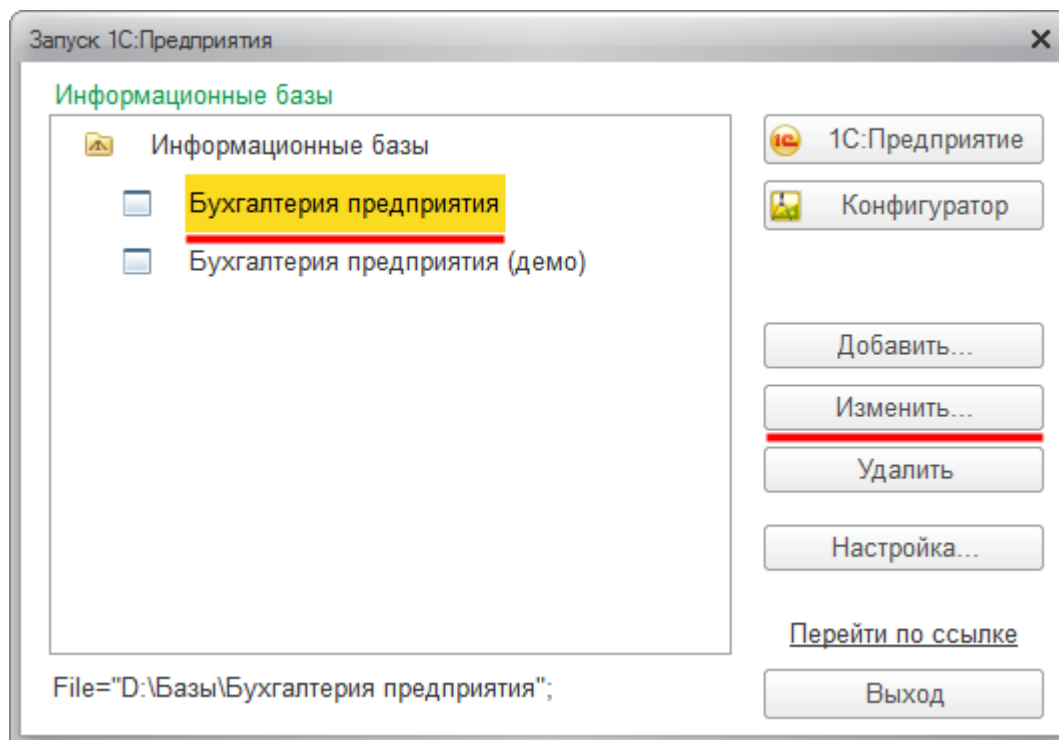 Запуск 1С:Предприятия
Информационные базы
Информационные базы
Бухгалтерия предприятия
Бухгалтерия предприятия (демо)
1С:Предприятие
Конфигуратор
Добавить...
Изменить...
Удалить
Настройка...
Перейти по ссылке
Выход
File="D:\Базы\Бухгалтерия предприятия";